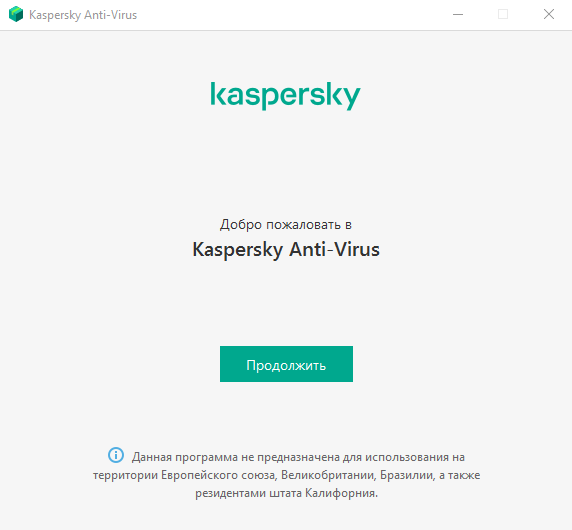 Kaspersky Anti-Virus
kaspersky
Добро пожаловать в
Kaspersky Anti-Virus
Продолжить
Данная программа не предназначена для использования на
территории Европейского союза, Великобритании, Бразилии, а также
резидентами штата Калифорния.